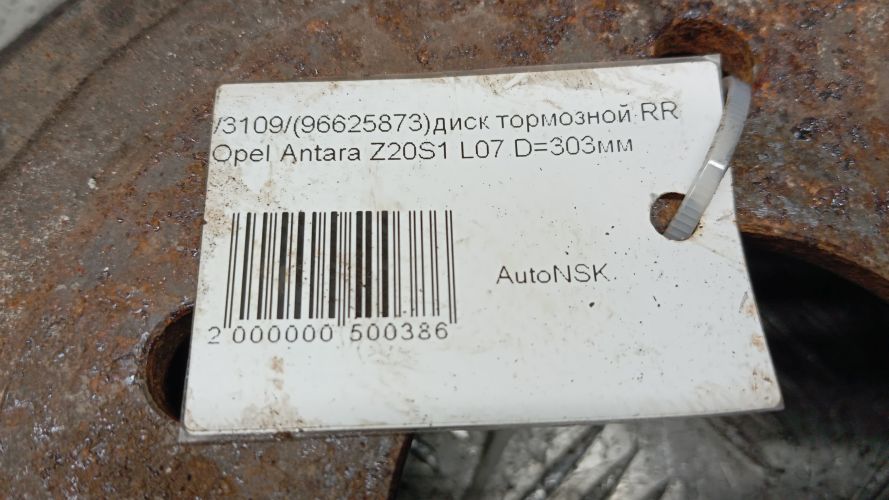 /3109/(96625873)диск тормозной RR
Opel Antara Z20S1 L07 D=303мм
AutoNSK
2 000000 500386